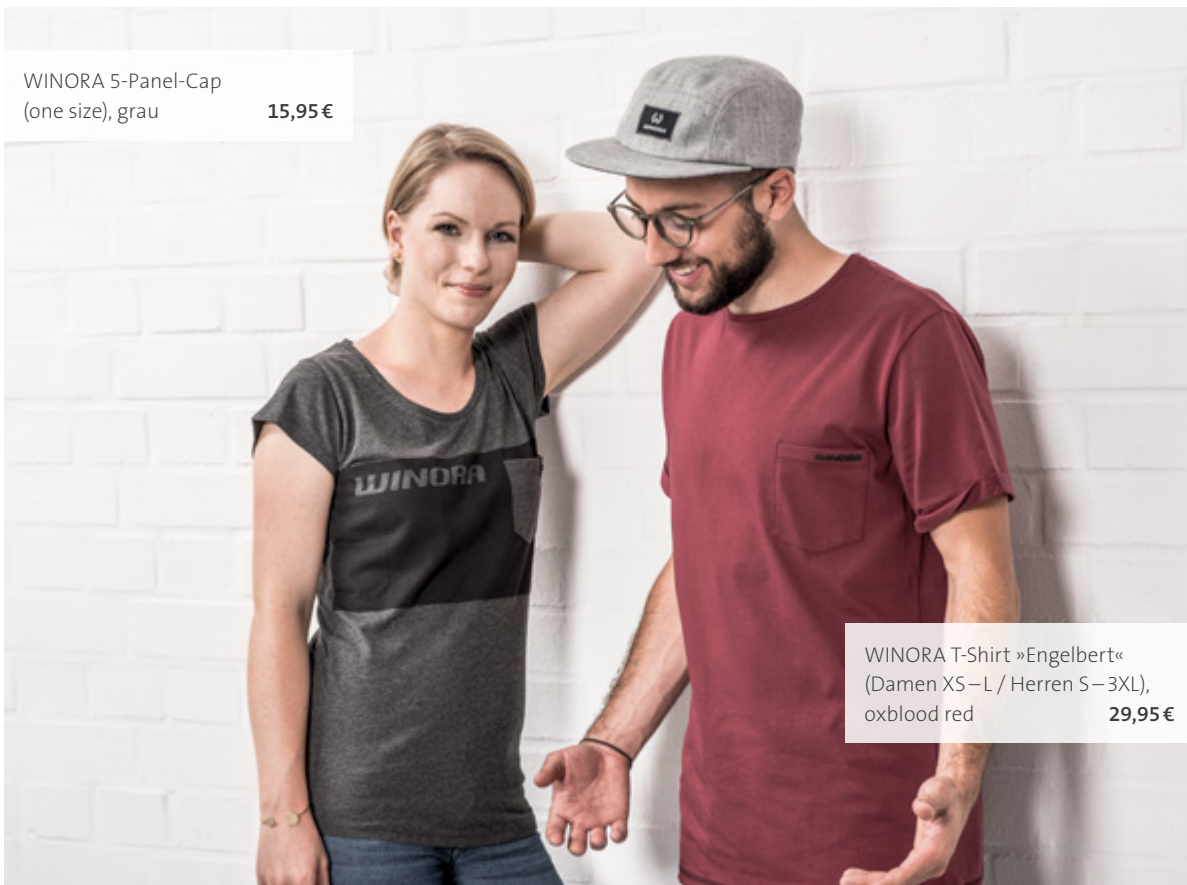 WINORA 5-Panel-Cap
(one size), grau 15,95 €
WINORA
WINORA T-Shirt »Engelbert«
(Damen XS – L / Herren S – 3XL),
oxblood red 29,95 €